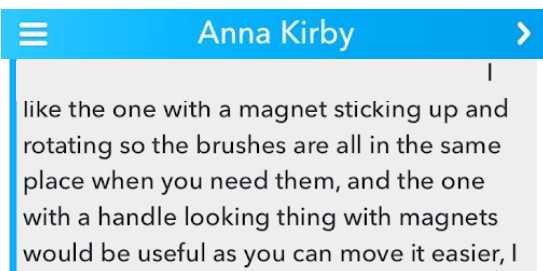 Anna Kirby
I
like the one with a magnet sticking up and
rotating so the brushes are all in the same
place when you need them, and the one
with a handle looking thing with magnets
would be useful as you can move it easier, I